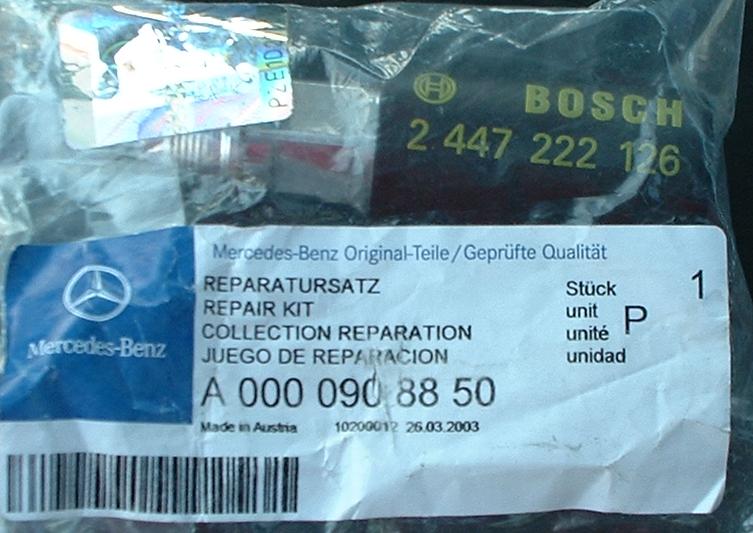 BOSCH
2 447 222 126
Mercedes-Benz Original-Teile/Geprüfte Qualität
Mercedes-Benz
REPARATURSATZ
REPAIR KIT
COLLECTION REPARATION
JUEGO DE REPARACION
Stück 1
unit P
unité
unidad
A 000 090 88 50
Made in Austria 10200012 26.03.2003